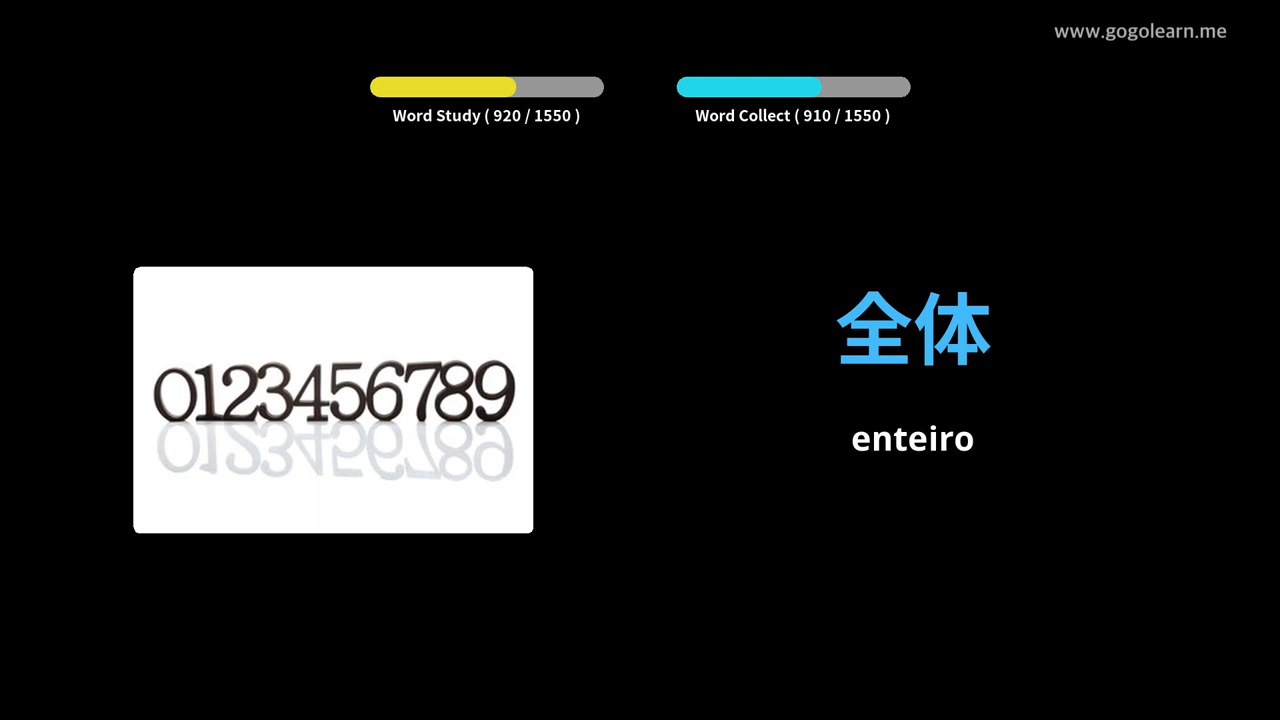 www.gogolearn.me
Word Study ( 920 / 1550 )
Word Collect ( 910 / 1550 )
0123456789
全体
enteiro